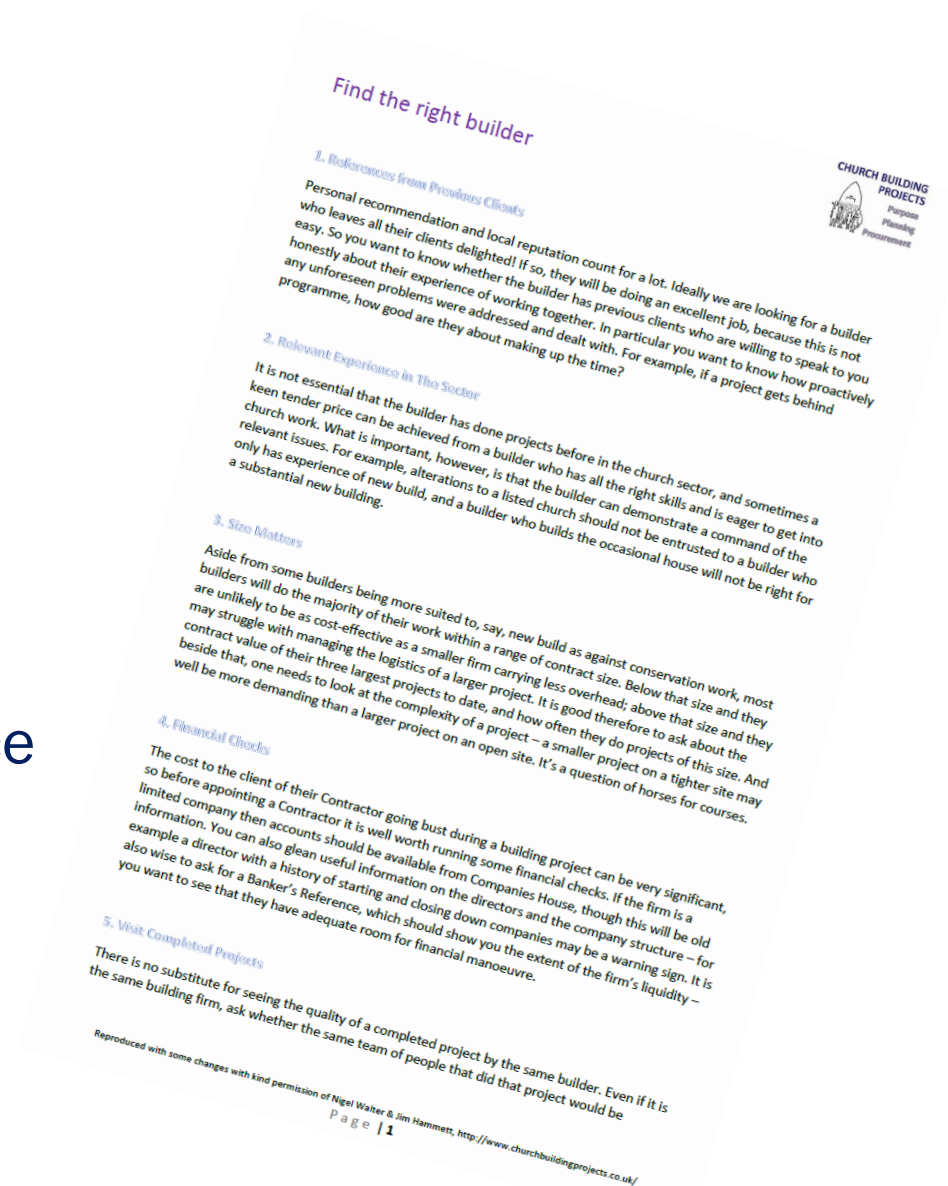 Find the right builder
CHURCH BUILDING
PROJECTS
Purpose
Planning
Procurement
1. References from Previous Clients
Personal recommendation and local reputation count for a lot. Ideally we are looking for a builder
who leaves all their clients delighted! If so, they will be doing an excellent job, because this is not
easy. So you want to know whether the builder has previous clients who are willing to speak to you
honestly about their experience of working together. In particular you want to know how proactively
any unforeseen problems were addressed and dealt with. For example, if a project gets behind
programme, how good are they about making up the time?
2. Relevant Experience in The Sector
It is not essential that the builder has done projects before in the church sector, and sometimes a
keen tender price can be achieved from a builder who has all the right skills and is eager to get into
church work. What is important, however, is that the builder can demonstrate a command of the
relevant issues. For example, alterations to a listed church should not be entrusted to a builder who
only has experience of new build, and a builder who builds the occasional house will not be right for
a substantial new building.
3. Size Matters
Aside from some builders being more suited to, say, new build as against conservation work, most
builders will do the majority of their work within a range of contract size. Below that size and they
are unlikely to be as cost-effective as a smaller firm carrying less overhead; above that size and they
may struggle with managing the logistics of a larger project. It is good therefore to ask about the
contract value of their three largest projects to date, and how often they do projects of this size. And
beside that, one needs to look at the complexity of a project – a smaller project on a tighter site may
well be more demanding than a larger project on an open site. It's a question of horses for courses.
e
4. Financial Checks
The cost to the client of their Contractor going bust during a building project can be very significant,
so before appointing a Contractor it is well worth running some financial checks. If the firm is a
limited company then accounts should be available from Companies House, though this will be old
information. You can also glean useful information on the directors and the company structure – for
example a director with a history of starting and closing down companies may be a warning sign. It is
also wise to ask for a Banker's Reference, which should show you the extent of the firm's liquidity –
you want to see that they have adequate room for financial manoeuvre.
5. Visit Completed Projects
There is no substitute for seeing the quality of a completed project by the same builder. Even if it is
the same building firm, ask whether the same team of people that did that project would be
Reproduced with some changes with kind permission of Nigel Walter & Jim Hammett, http://www.churchbuildingprojects.co.uk/
Page | 1